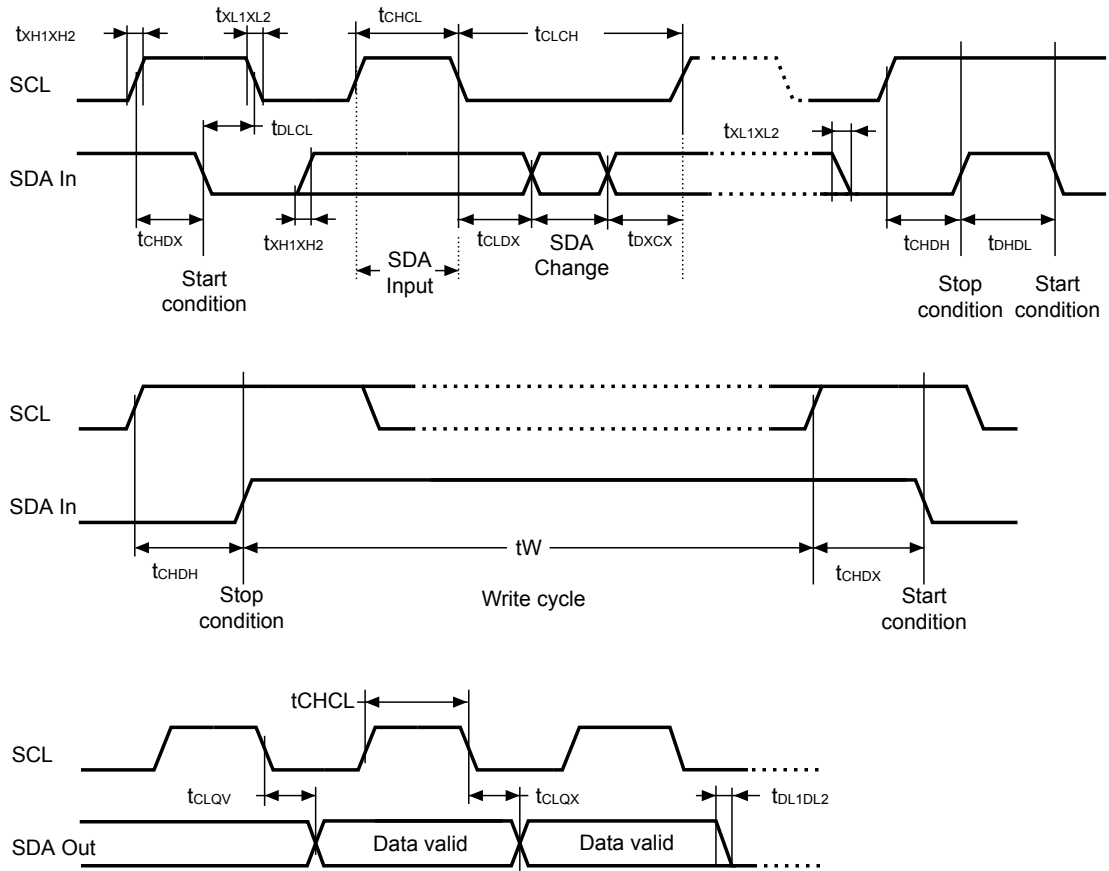 tXL1XL2 tCHCL
tXH1XH2 tCLCH
SCL
tDLCL tXL1XL2
SDA In
tCHDX tXH1XH2 tCLDX SDA tDXCX tCHDH tDHDL
Change
SDA
Input
Start Stop Start
condition condition condition
SCL
SDA In
tW
tCHDH tCHDX
Stop Write cycle Start
condition condition
tCHCL
SCL
tCLQV tCLQX tDL1DL2
SDA Out Data valid Data valid